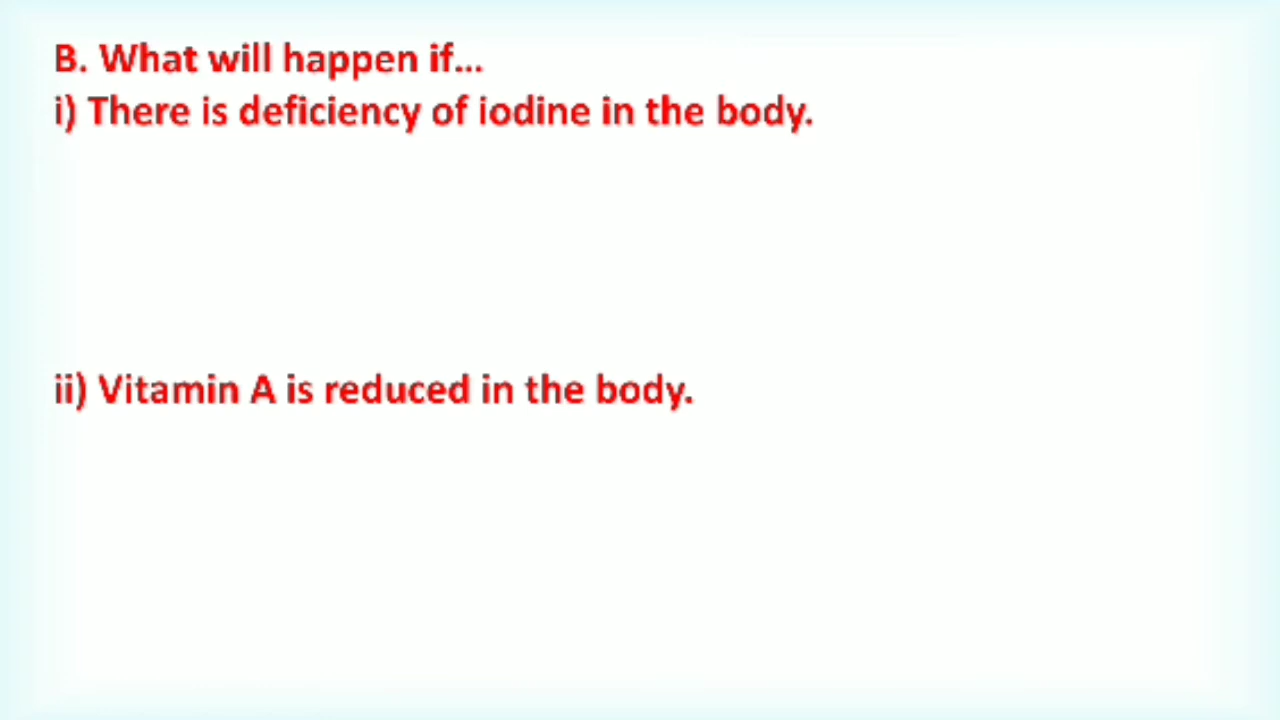 B. What will happen if...
i) There is deficiency of iodine in the body.
ii) Vitamin A is reduced in the body.